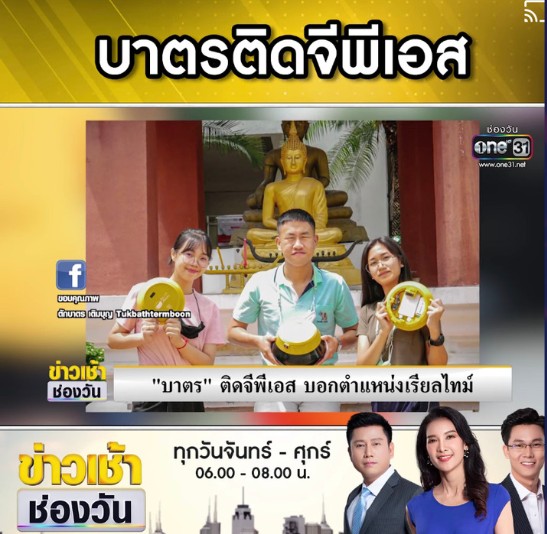 บาตรติดจีพีเอส
ช่องวัน
one 31
www.one31.net
ขอบคุณภาพ
ตักบาตร เติมบุญ Tukbathtermboon
ข่าวเช้า
ช่องวัน
"บาตร" ติดจีพีเอส บอกตำแหน่งเรียลไทม์
ข่าวเช้า
ช่องวัน
ทุกวันจันทร์ - ศุกร์
06.00 - 08.00 น.